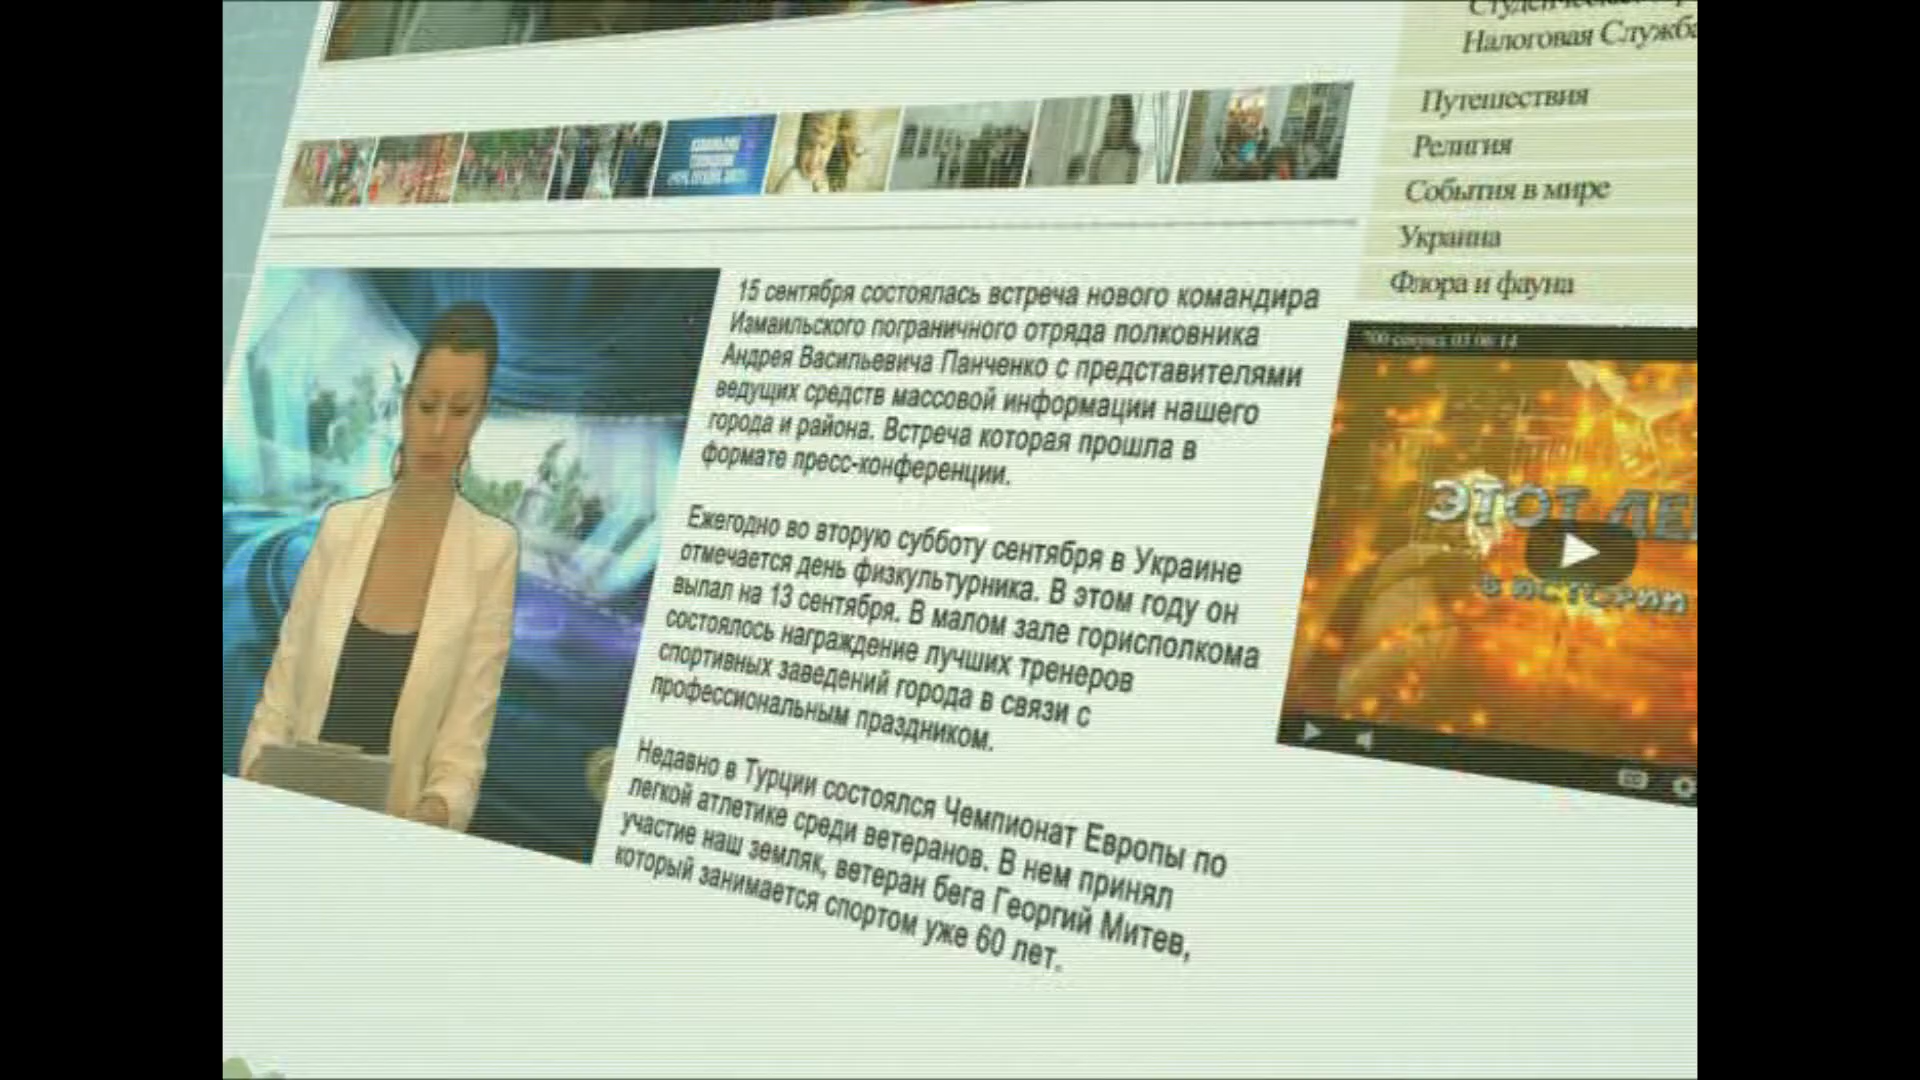 Налоговая Служба
Путешествия
Религия
События в мире
Украина
Флора и фауна
15 сентября состоялась встреча нового командира
Измаильского пограничного отряда полковника
Андрея Васильевича Панченко с представителями
ведущих средств массовой информации нашего
города и района. Встреча которая прошла в
формате пресс-конференции.
Ежегодно во вторую субботу сентября в Украине
отмечается день физкультурника. В этом году он
выпал на 13 сентября. В малом зале горисполкома
состоялось награждение лучших тренеров
спортивных заведений города в связи с
профессиональным праздником.
Недавно в Турции состоялся Чемпионат Европы по
легкой атлетике среди ветеранов. В нем принял
участие наш земляк, ветеран бега Георгий Митев,
который занимается спортом уже 60 лет.
ЭТОТ ДЕ
в истории